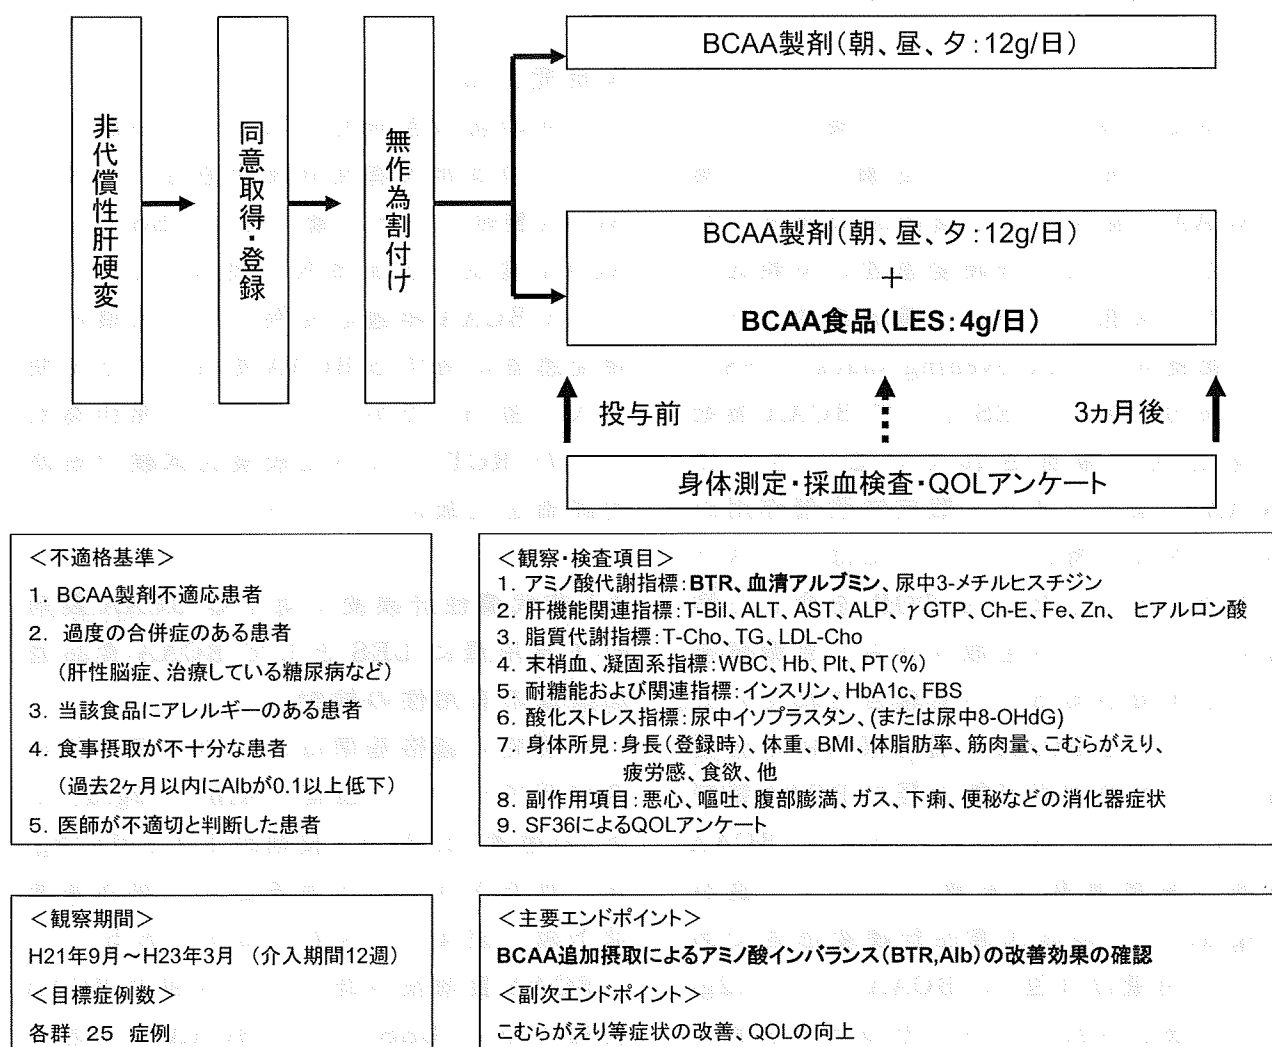 非代償性肝硬変
同意取得・登録
無作為割付け
BCAA製剤(朝、昼、夕:12g/日)
BCAA製剤(朝、昼、夕:12g/日)
+
BCAA食品(LES:4g/日)
投与前
3ヵ月後
身体測定・採血検査・QOLアンケート
<不適格基準>
1. BCAA製剤不適応患者
2. 過度の合併症のある患者
(肝性脳症、治療している糖尿病など)
3. 当該食品にアレルギーのある患者
4. 食事摂取が不十分な患者
(過去2ヶ月以内にAlbが0.1以上低下)
5. 医師が不適切と判断した患者
<観察・検査項目>
1. アミノ酸代謝指標:BTR、血清アルブミン、尿中3-メチルヒスチジン
2. 肝機能関連指標:T-Bil、ALT、AST、ALP、γGTP、Ch-E、Fe、Zn、 ヒアルロン酸
3. 脂質代謝指標:T-Cho、TG、LDL-Cho
4. 末梢血、凝固系指標:WBC、Hb、Plt、PT(%)
5. 耐糖能および関連指標:インスリン、HbA1c、FBS
6. 酸化ストレス指標:尿中イソプラスタン、(または尿中8-OHdG)
7. 身体所見:身長(登録時)、体重、BMI、体脂肪率、筋肉量、こむらがえり、
疲労感、食欲、他
8. 副作用項目:悪心、嘔吐、腹部膨満、ガス、下痢、便秘などの消化器症状
9. SF36によるQOLアンケート
<観察期間>
H21年9月~H23年3月 (介入期間12週)
<目標症例数>
各群 25 症例
<主要エンドポイント>
BCAA追加摂取によるアミノ酸インバランス(BTR,Alb)の改善効果の確認
<副次エンドポイント>
こむらがえり等症状の改善、QOLの向上